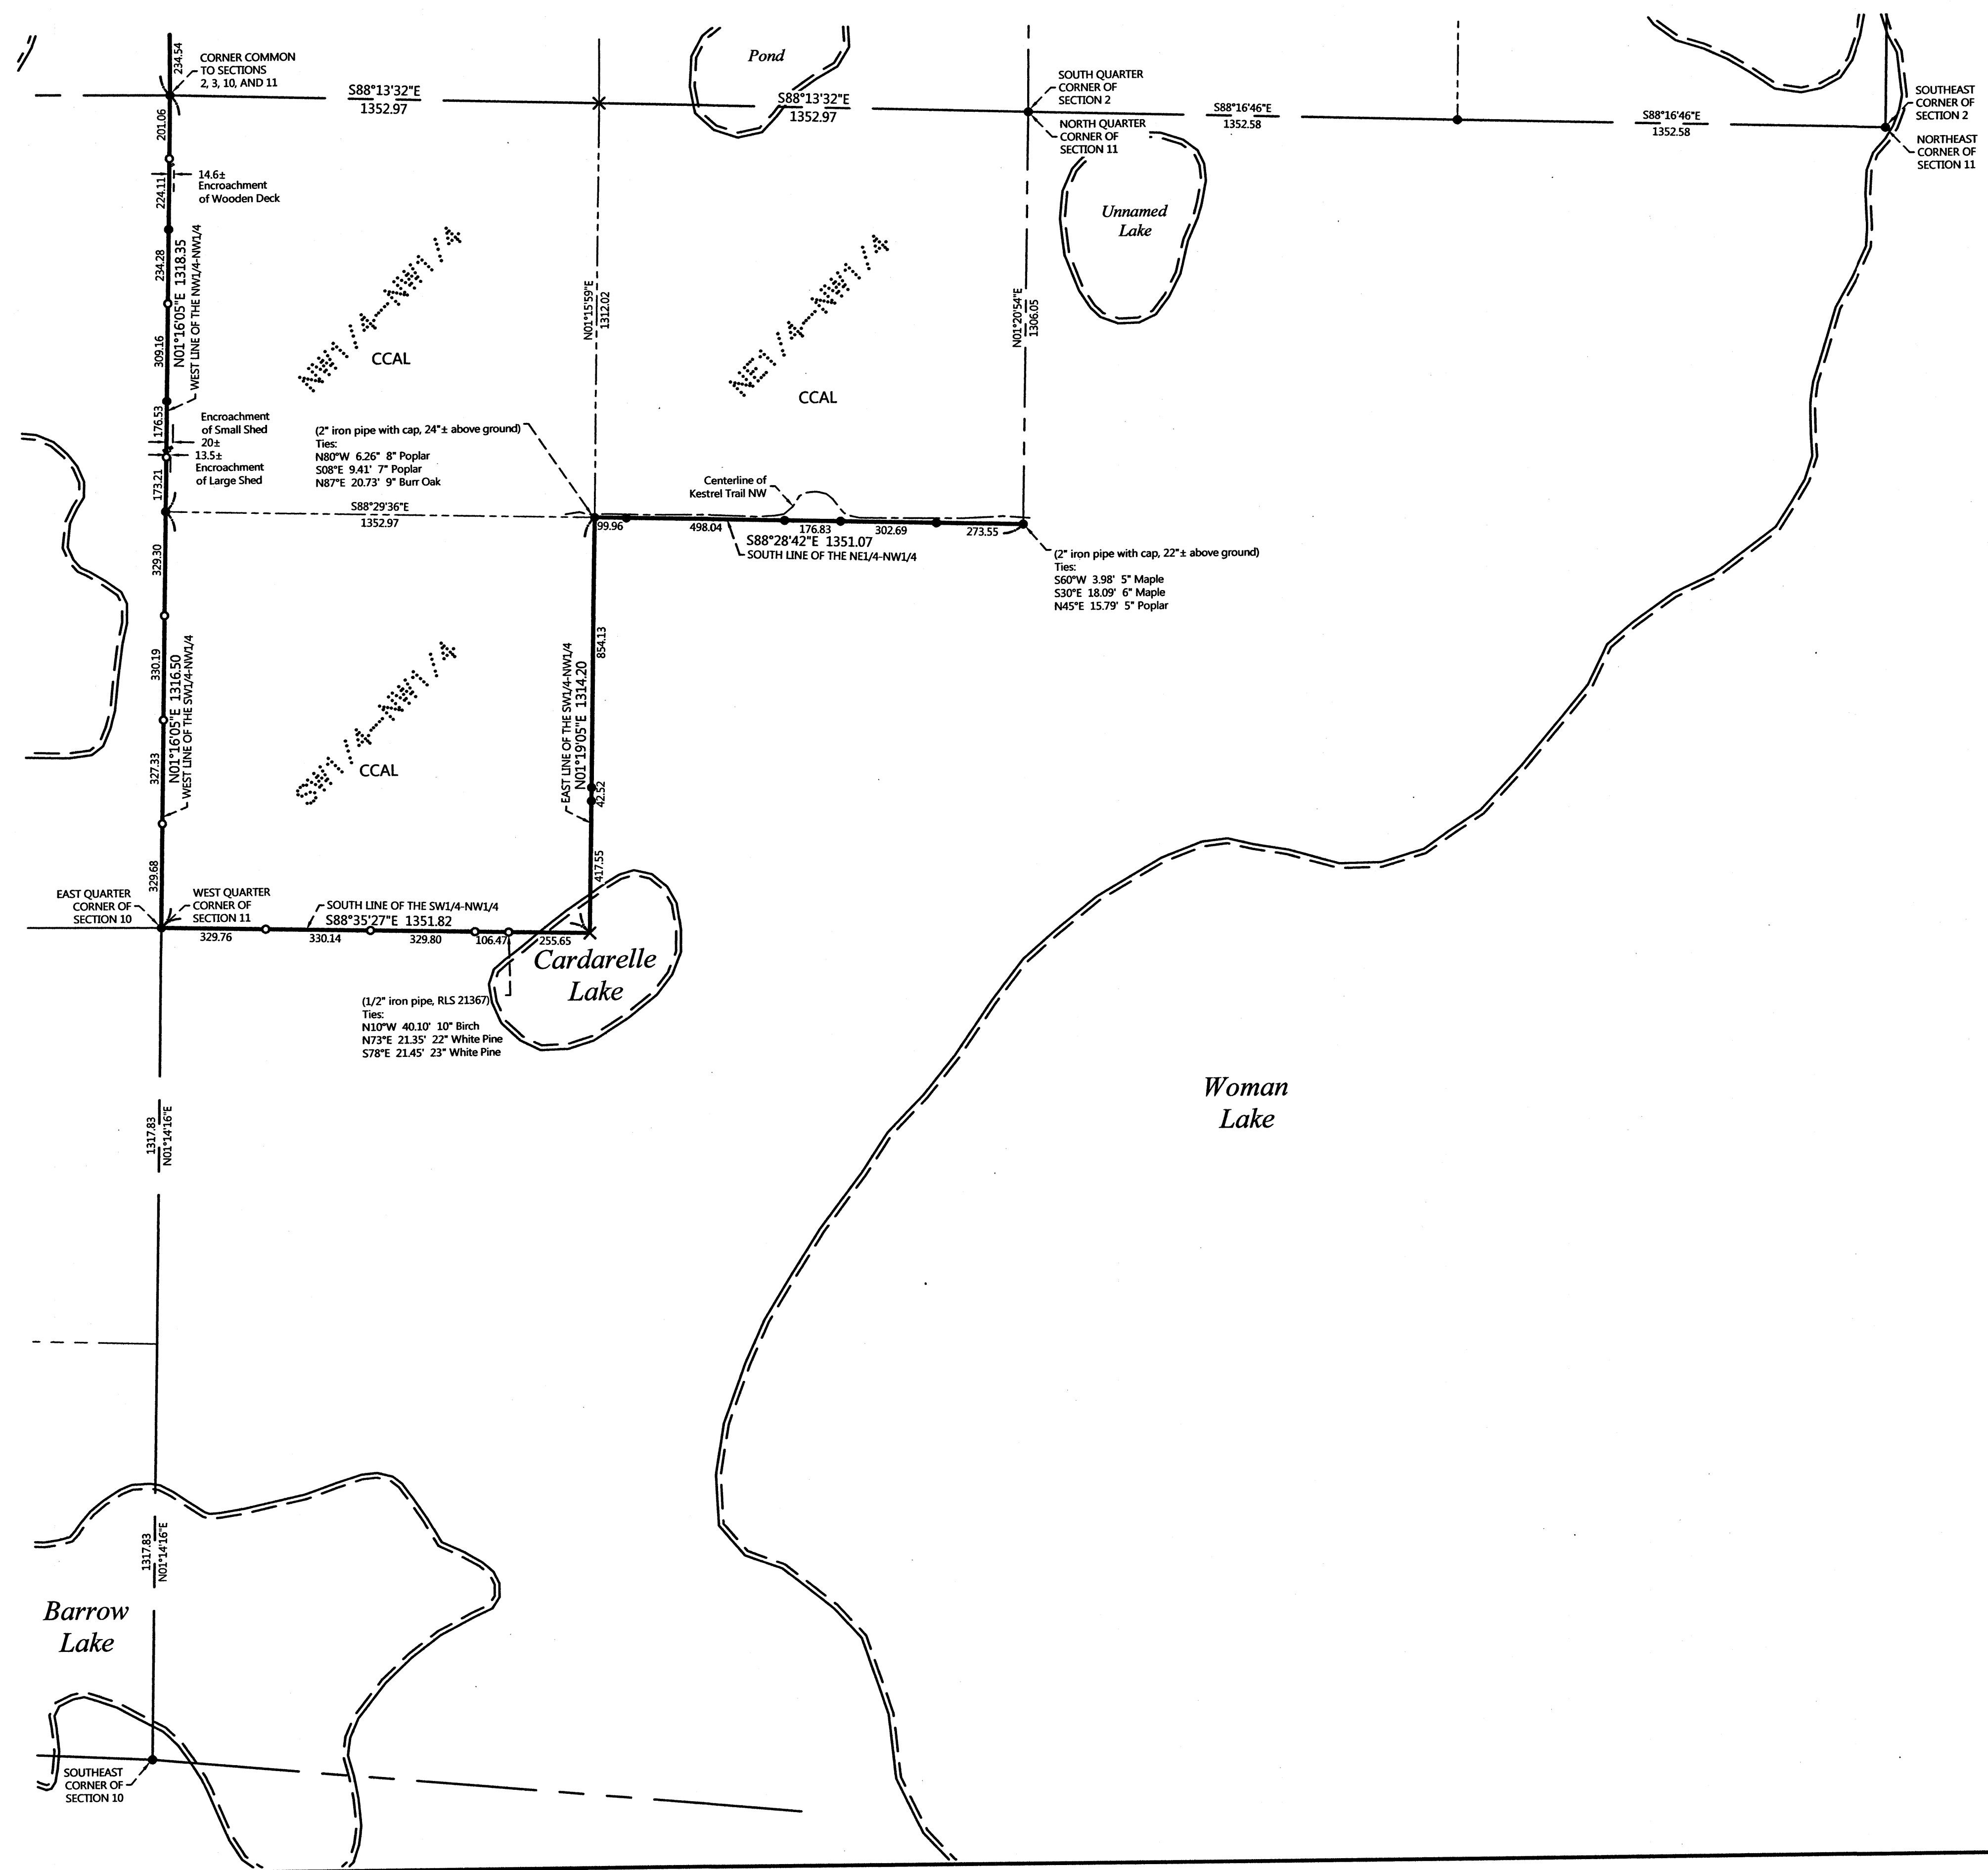 234.54
CORNER COMMON
TO SECTIONS
2, 3, 10, AND 11
S88°13'32"E
1352.97
Pond
S88°13'32"E
1352.97
SOUTH QUARTER
CORNER OF
SECTION 2
NORTH QUARTER
CORNER OF
SECTION 11
S88°16'46"E
1352.58
S88°16'46"E
1352.58
SOUTHEAST
CORNER OF
SECTION 2
NORTHEAST
CORNER OF
SECTION 11
201.06
14.6±
Encroachment
of Wooden Deck
224.11
234.28
N01°16'05"E 1318.35
WEST LINE OF THE NW1/4-NW1/4
309.16
176.53
Encroachment
of Small Shed
20±
13.5±
Encroachment
of Large Shed
173.21
NW1/4-NW1/4
CCAL
N01°15'59"E
1312.02
NE1/4-NW1/4
CCAL
N01°20'54"E
1306.05
Unnamed
Lake
(2" iron pipe with cap, 24"± above ground)
Ties:
N80°W 6.26" 8" Poplar
S08°E 9.41' 7" Poplar
N87°E 20.73' 9" Burr Oak
S88°29'36"E
1352.97
Centerline of
Kestrel Trail NW
99.96
498.04
176.83
302.69
273.55
S88°28'42"E 1351.07
SOUTH LINE OF THE NE1/4-NW1/4
(2" iron pipe with cap, 22"± above ground)
Ties:
S60°W 3.98' 5" Maple
S30°E 18.09' 6" Maple
N45°E 15.79' 5" Poplar
329.30
330.19
N01°16'05"E 1316.50
WEST LINE OF THE SW1/4-NW1/4
327.33
329.68
SW1/4-NW1/4
CCAL
854.13
EAST LINE OF THE SW1/4-NW1/4
N01°19'05"E 1314.20
42.52
417.55
EAST QUARTER
CORNER OF
SECTION 10
WEST QUARTER
CORNER OF
SECTION 11
SOUTH LINE OF THE SW1/4-NW1/4
S88°35'27"E 1351.82
329.76
330.14
329.80
106.47
255.65
Cardarelle
Lake
(1/2" iron pipe, RLS 21367)
Ties:
N10°W 40.10' 10" Birch
N73°E 21.35' 22" White Pine
S78°E 21.45' 23" White Pine
Woman
Lake
1317.83
N01°14'16"E
1317.83
N01°14'16"E
Barrow
Lake
SOUTHEAST
CORNER OF
SECTION 10